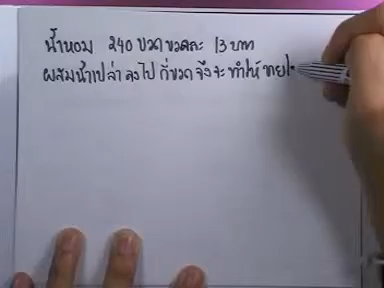 น้ำหอม 240 ขวด ขวดละ 13 บาท
ผสมน้ำเปล่า ลงไป กี่ขวด จึงจะ ทำให้ ขาย